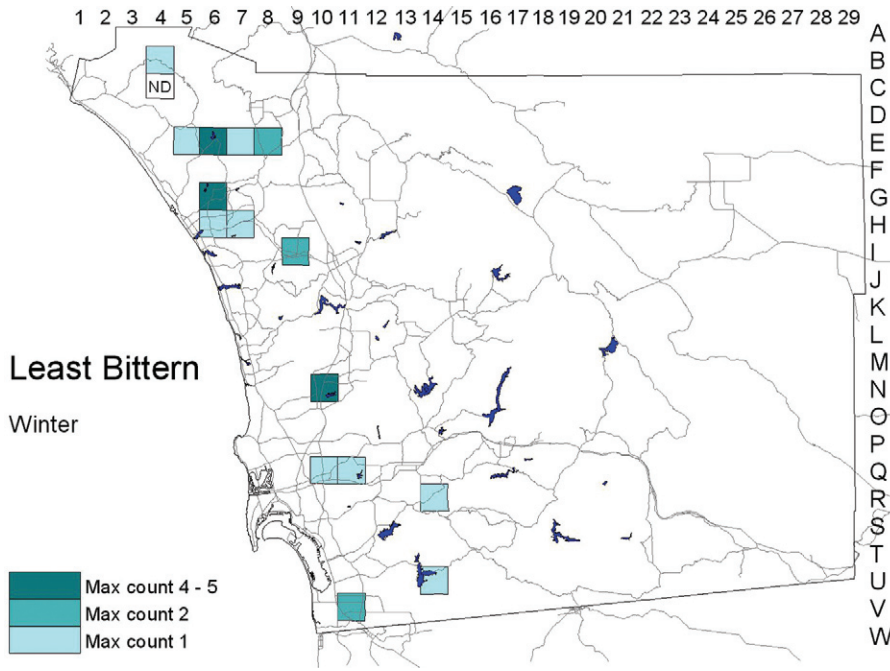 1 2 3 4 5 6 7 8 9 10 11 12 13 14 15 16 17 18 19 20 21 22 23 24 25 26 27 28 29
A
B
C
ND
D
E
F
G
H
I
J
K
L
M
Least Bittern
N
O
Winter
P
Q
R
S
T
U
V
W
Max count 4 - 5
Max count 2
Max count 1